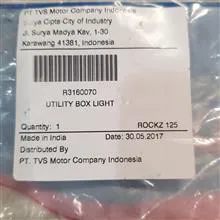 PT. TVS Motor Company Indonesia
Surya Cipta City of Industry
Jl. Surya Madya Kav, 1-30
Karawang 41381, Indonesia
R3160070
UTILITY BOX LIGHT
Quantity: 1 ROCKZ 125
Made in India Date: 30.05.2017
Distributed By
PT. TVS Motor Company Indonesia